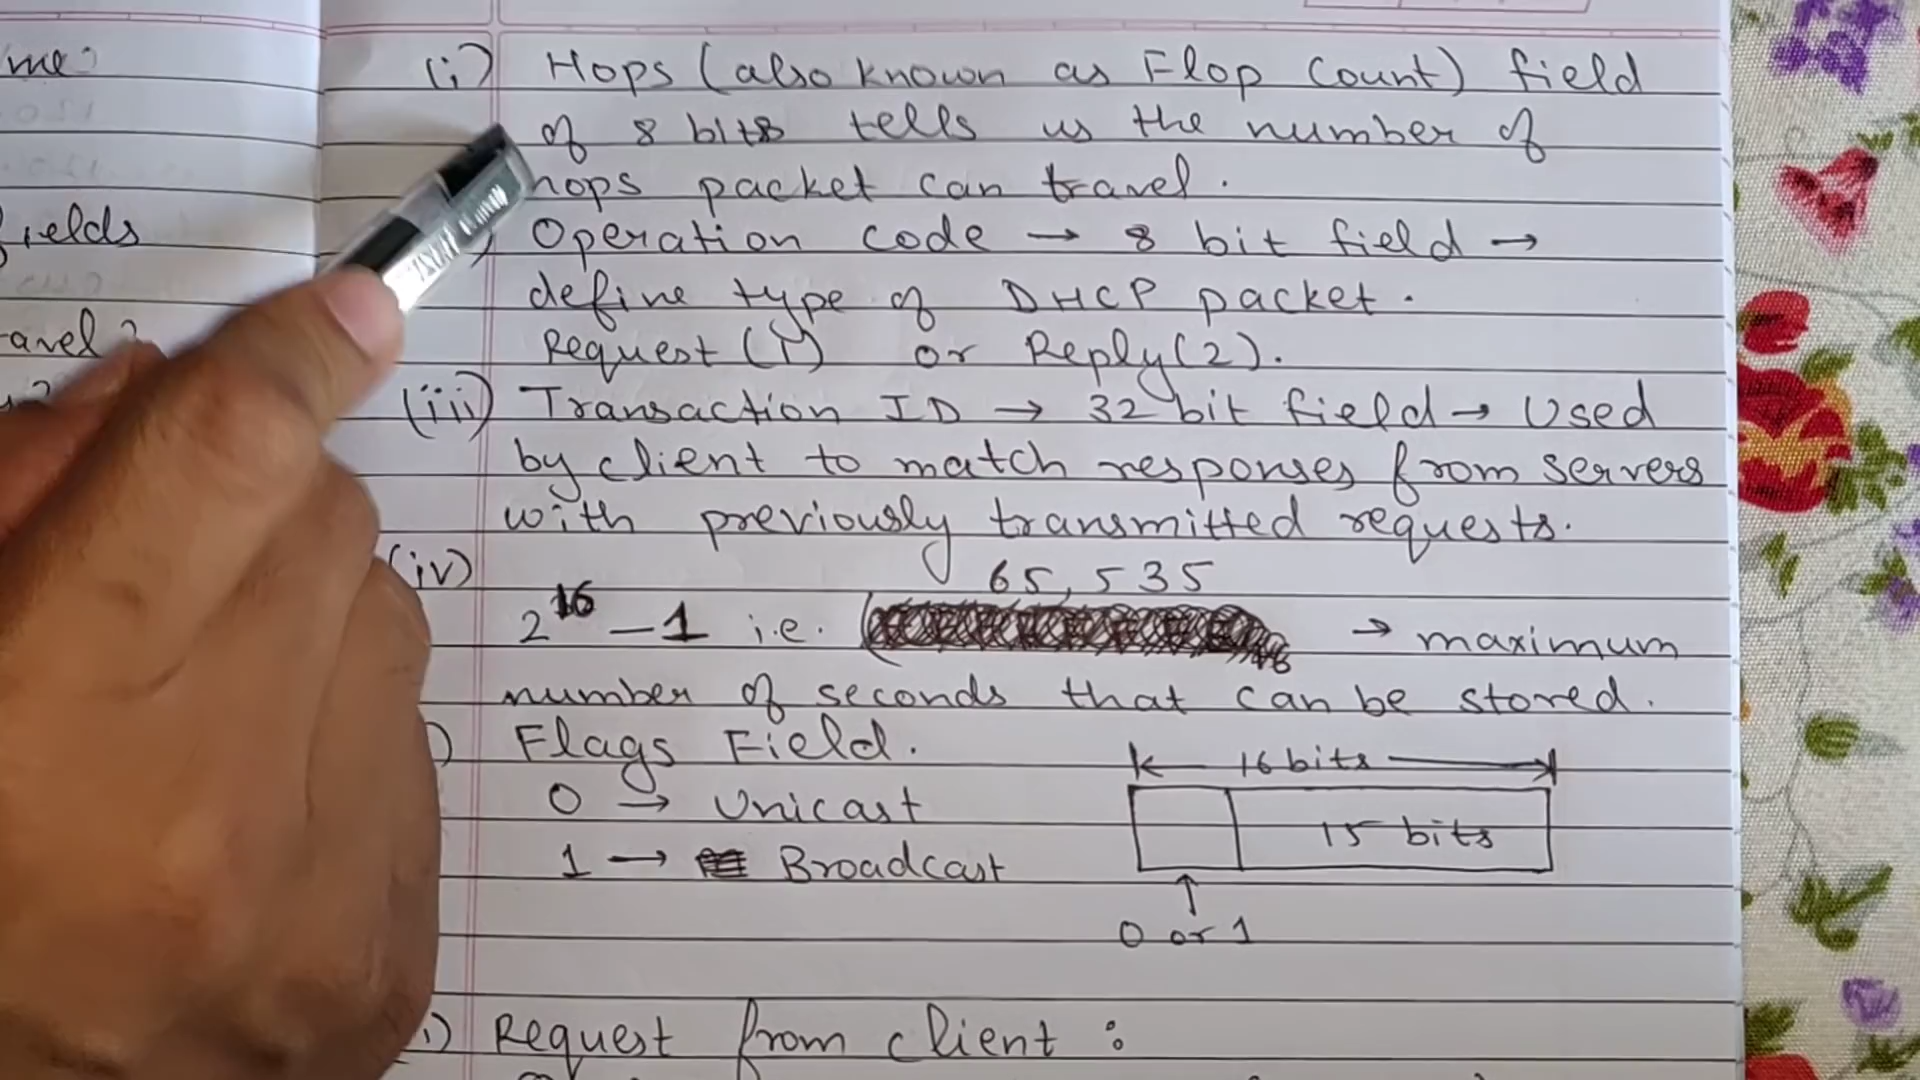 me:
(i) Hops (also known as Flop Count) field
of 8 bits tells us the number of
hops packet can travel.
fields
) Operation code → 8 bit field →
define type of DHCP packet.
avel?
Request (1) or Reply (2).
(iii) Transaction ID → 32 bit field → Used
by client to match responses from servers
with previously transmitted requests.
(iv) 65,535
2^16 - 1 i.e. → maximum
number of seconds that can be stored.
) Flags Field.
16 bits
0 → Unicast
15 bits
1 → Broadcast
0 or 1
i) Request from client :